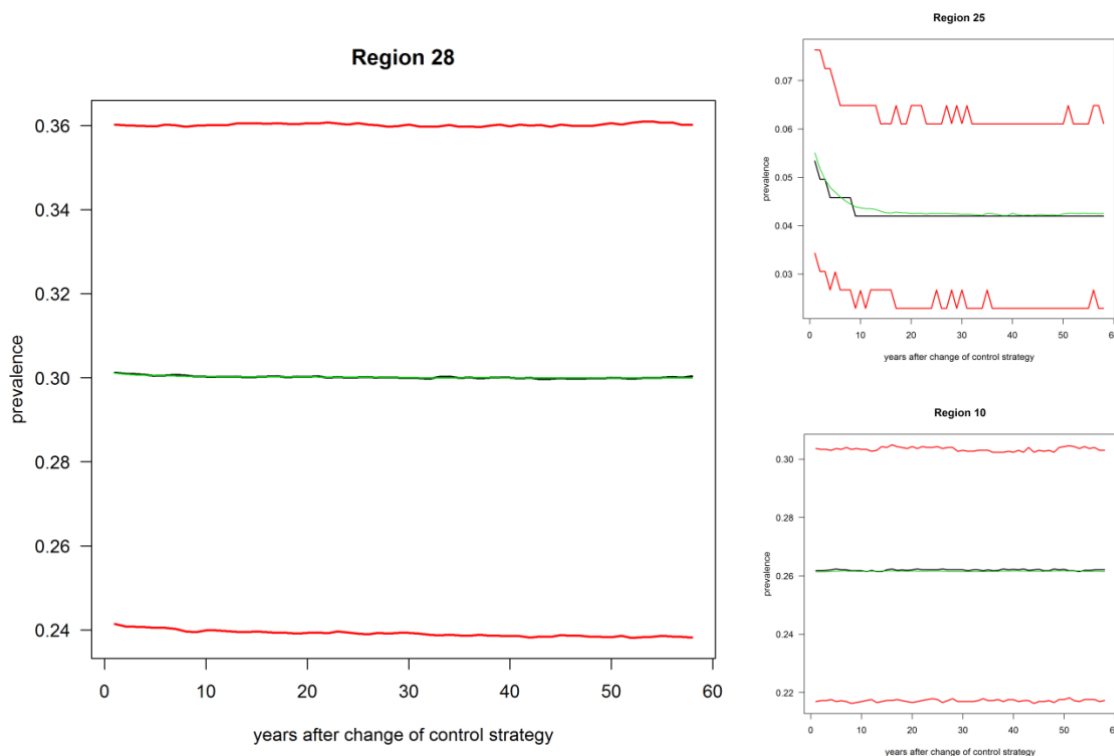 Region 28
prevalence
0.36
0.34
0.32
0.30
0.28
0.26
0.24
0 10 20 30 40 50 60
years after change of control strategy
Region 25
prevalence
0.07
0.06
0.05
0.04
0.03
0 10 20 30 40 50 60
years after change of control strategy
Region 10
prevalence
0.30
0.28
0.26
0.24
0.22
0 10 20 30 40 50 60
years after change of control strategy